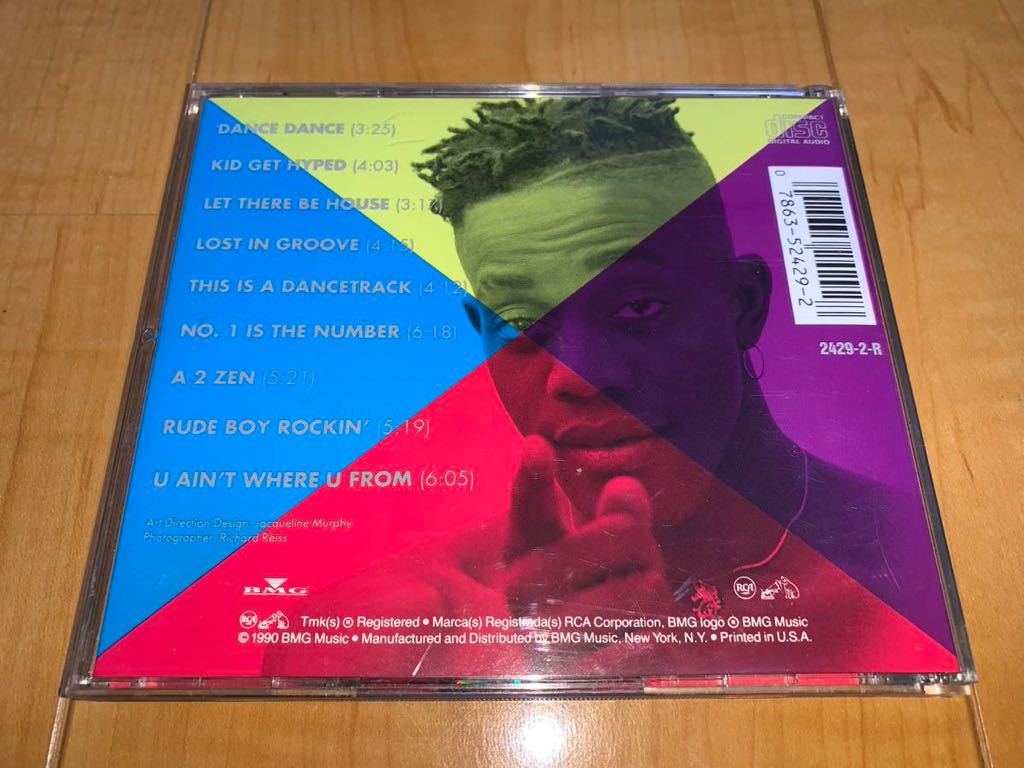 DANCE DANCE (3:25)
KID GET HYPED (4:03)
LET THERE BE HOUSE (3:17)
LOST IN GROOVE (4:15)
THIS IS A DANCETRACK (4:12)
NO. 1 IS THE NUMBER (6:18)
A 2 ZEN (5:21)
RUDE BOY ROCKIN' (5:19)
U AIN'T WHERE U FROM (6:05)
Art Direction Design: Jacqueline Murphy
Photographer: Richard Reiss
COMPACT
disc
DIGITAL AUDIO
0 7863-52429-2
2429-2-R
BMG
RCA
RCA
Tmk(s) ® Registered • Marca(s) Registrada(s) RCA Corporation, BMG logo ® BMG Music
© 1990 BMG Music • Manufactured and Distributed by BMG Music, New York, N.Y. • Printed in U.S.A.